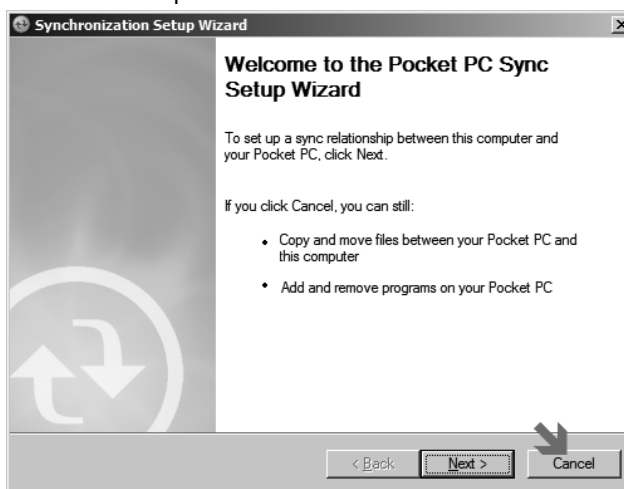 Synchronization Setup Wizard
Welcome to the Pocket PC Sync
Setup Wizard
To set up a sync relationship between this computer and
your Pocket PC, click Next.
If you click Cancel, you can still:
• Copy and move files between your Pocket PC and
this computer
• Add and remove programs on your Pocket PC
< Back Next > Cancel